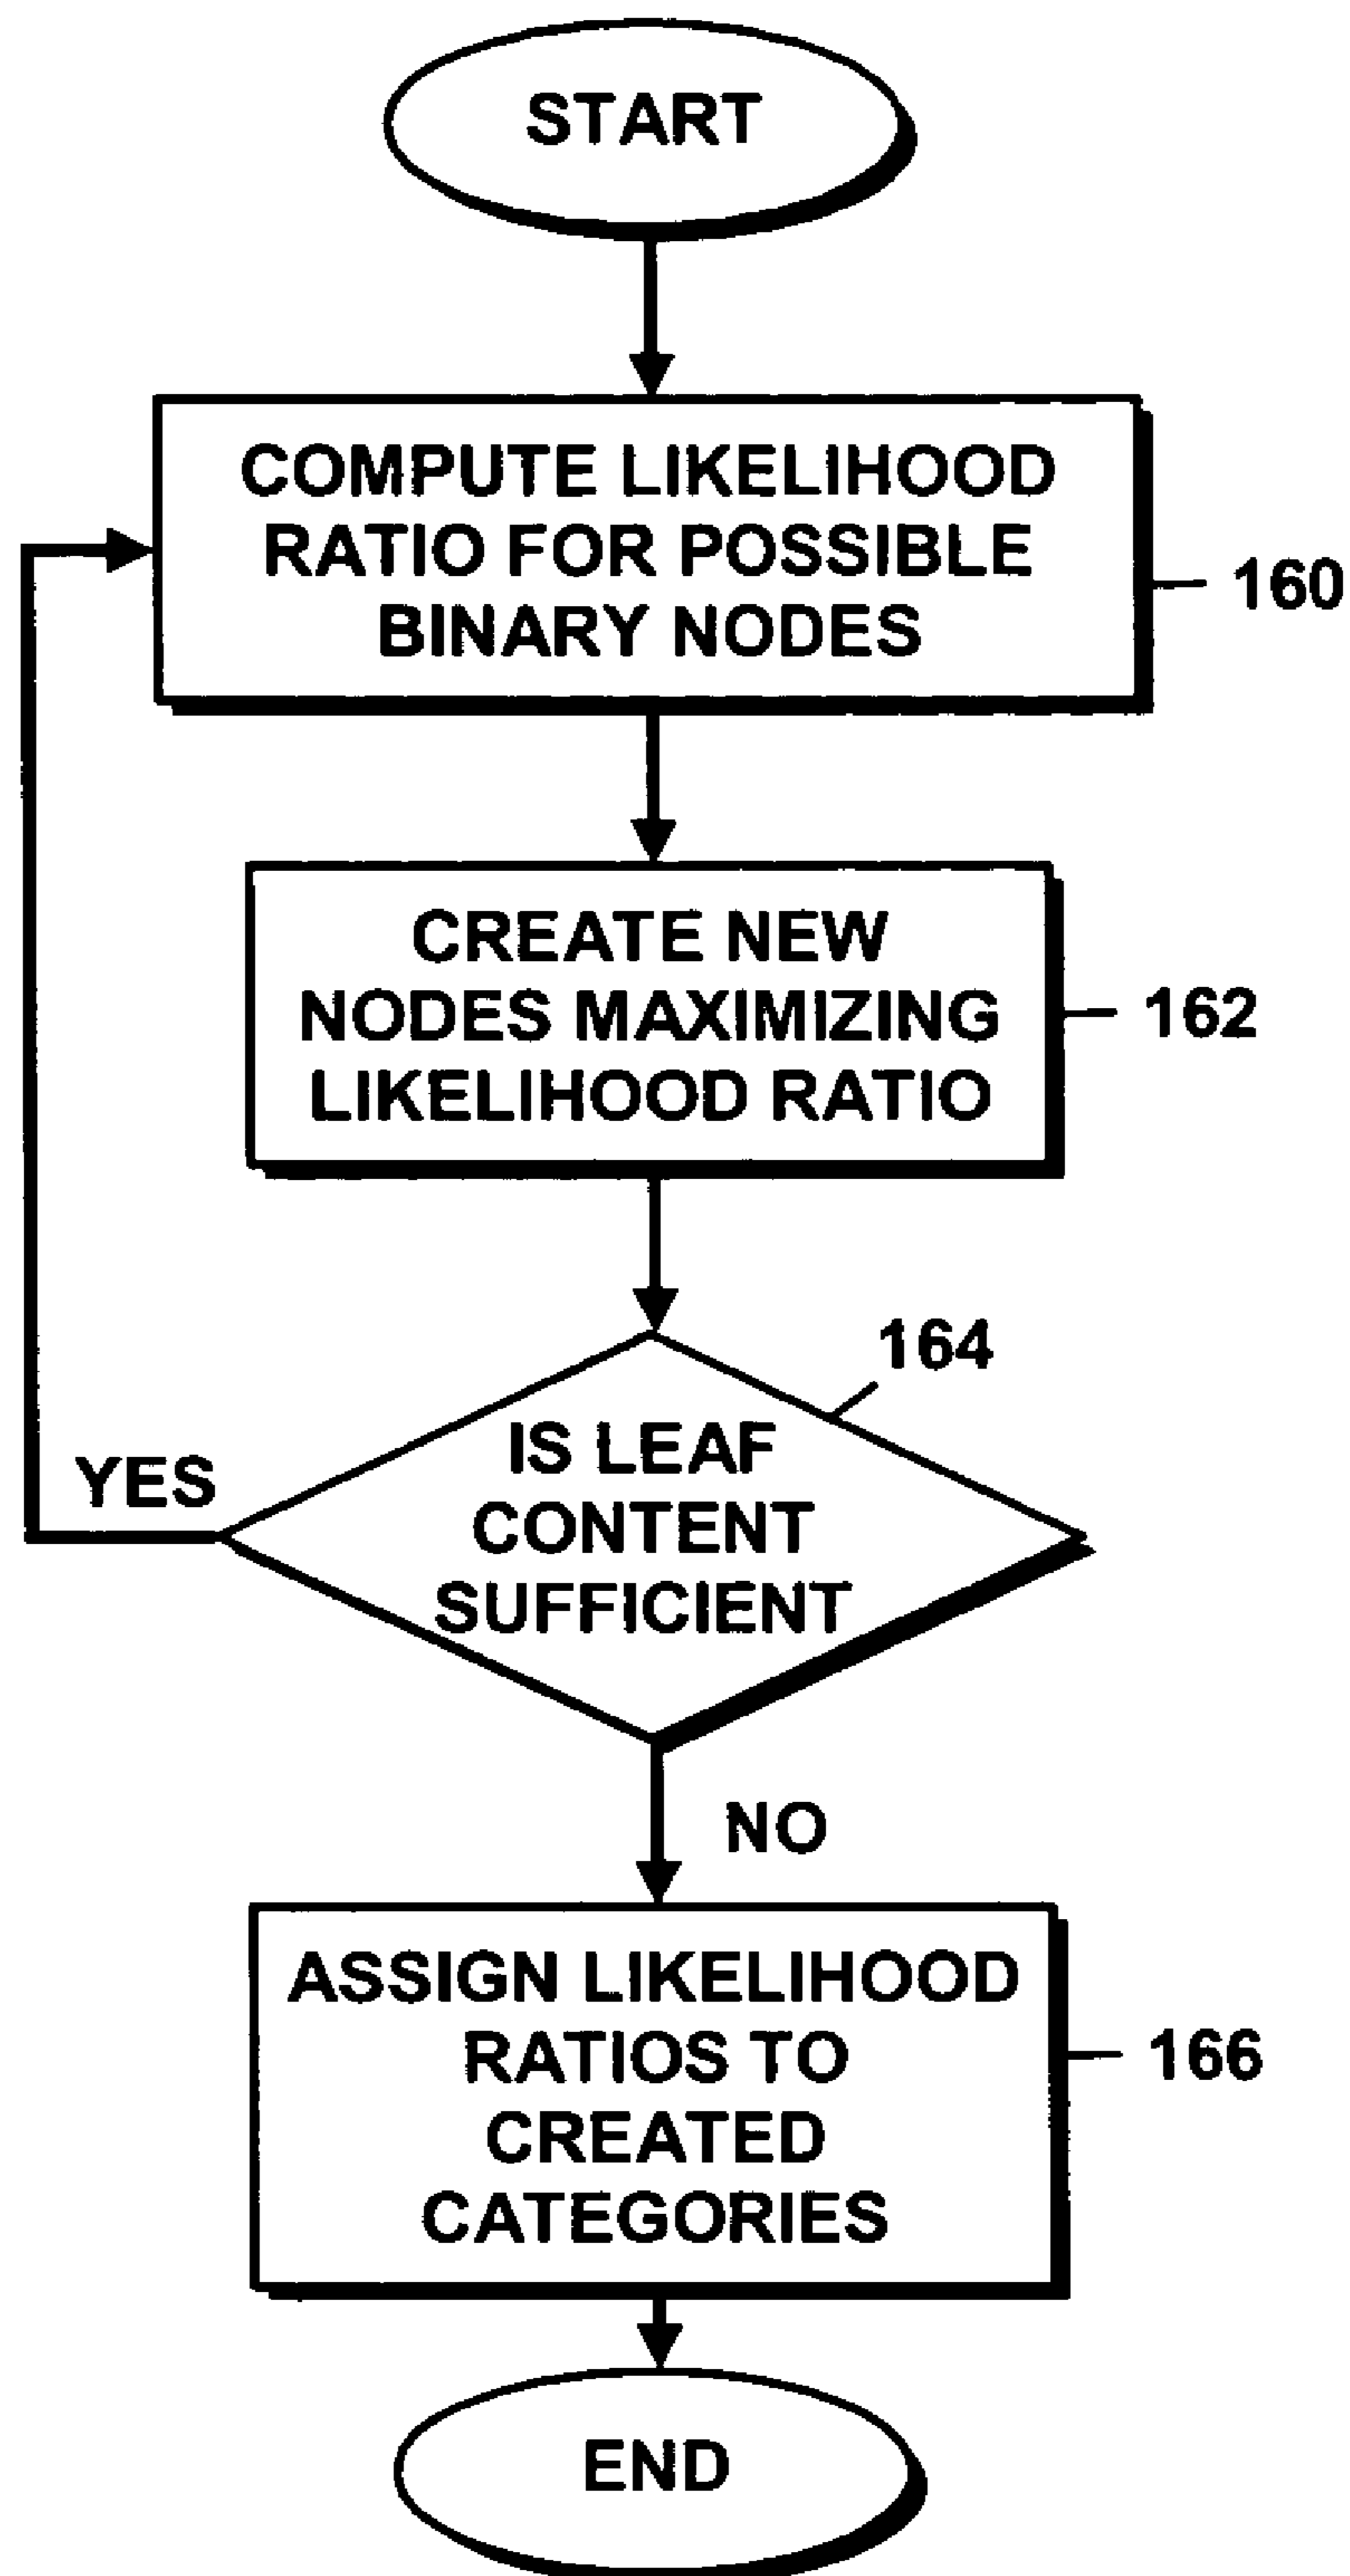 START
COMPUTE LIKELIHOOD
RATIO FOR POSSIBLE
BINARY NODES
160
CREATE NEW
NODES MAXIMIZING
LIKELIHOOD RATIO
162
164
IS LEAF
CONTENT
SUFFICIENT
YES
NO
ASSIGN LIKELIHOOD
RATIOS TO
CREATED
CATEGORIES
166
END